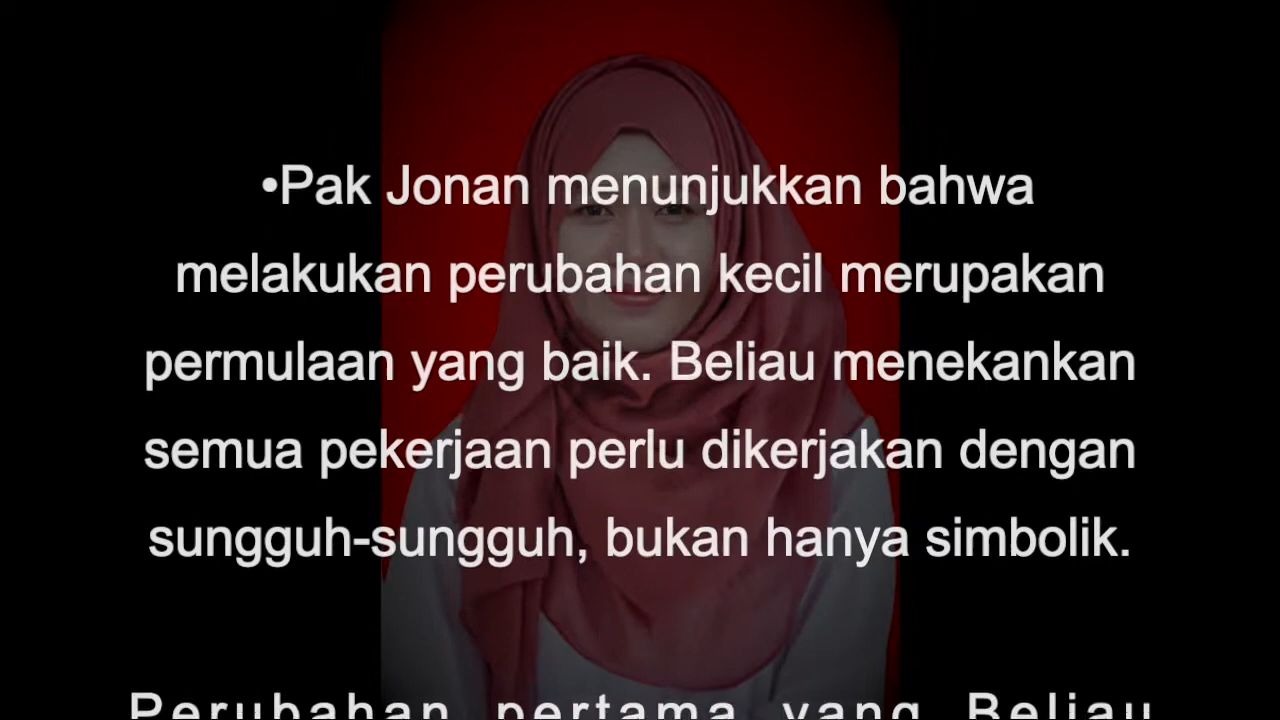 •Pak Jonan menunjukkan bahwa
melakukan perubahan kecil merupakan
permulaan yang baik. Beliau menekankan
semua pekerjaan perlu dikerjakan dengan
sungguh-sungguh, bukan hanya simbolik.
Perubahan pertama yang Beliau